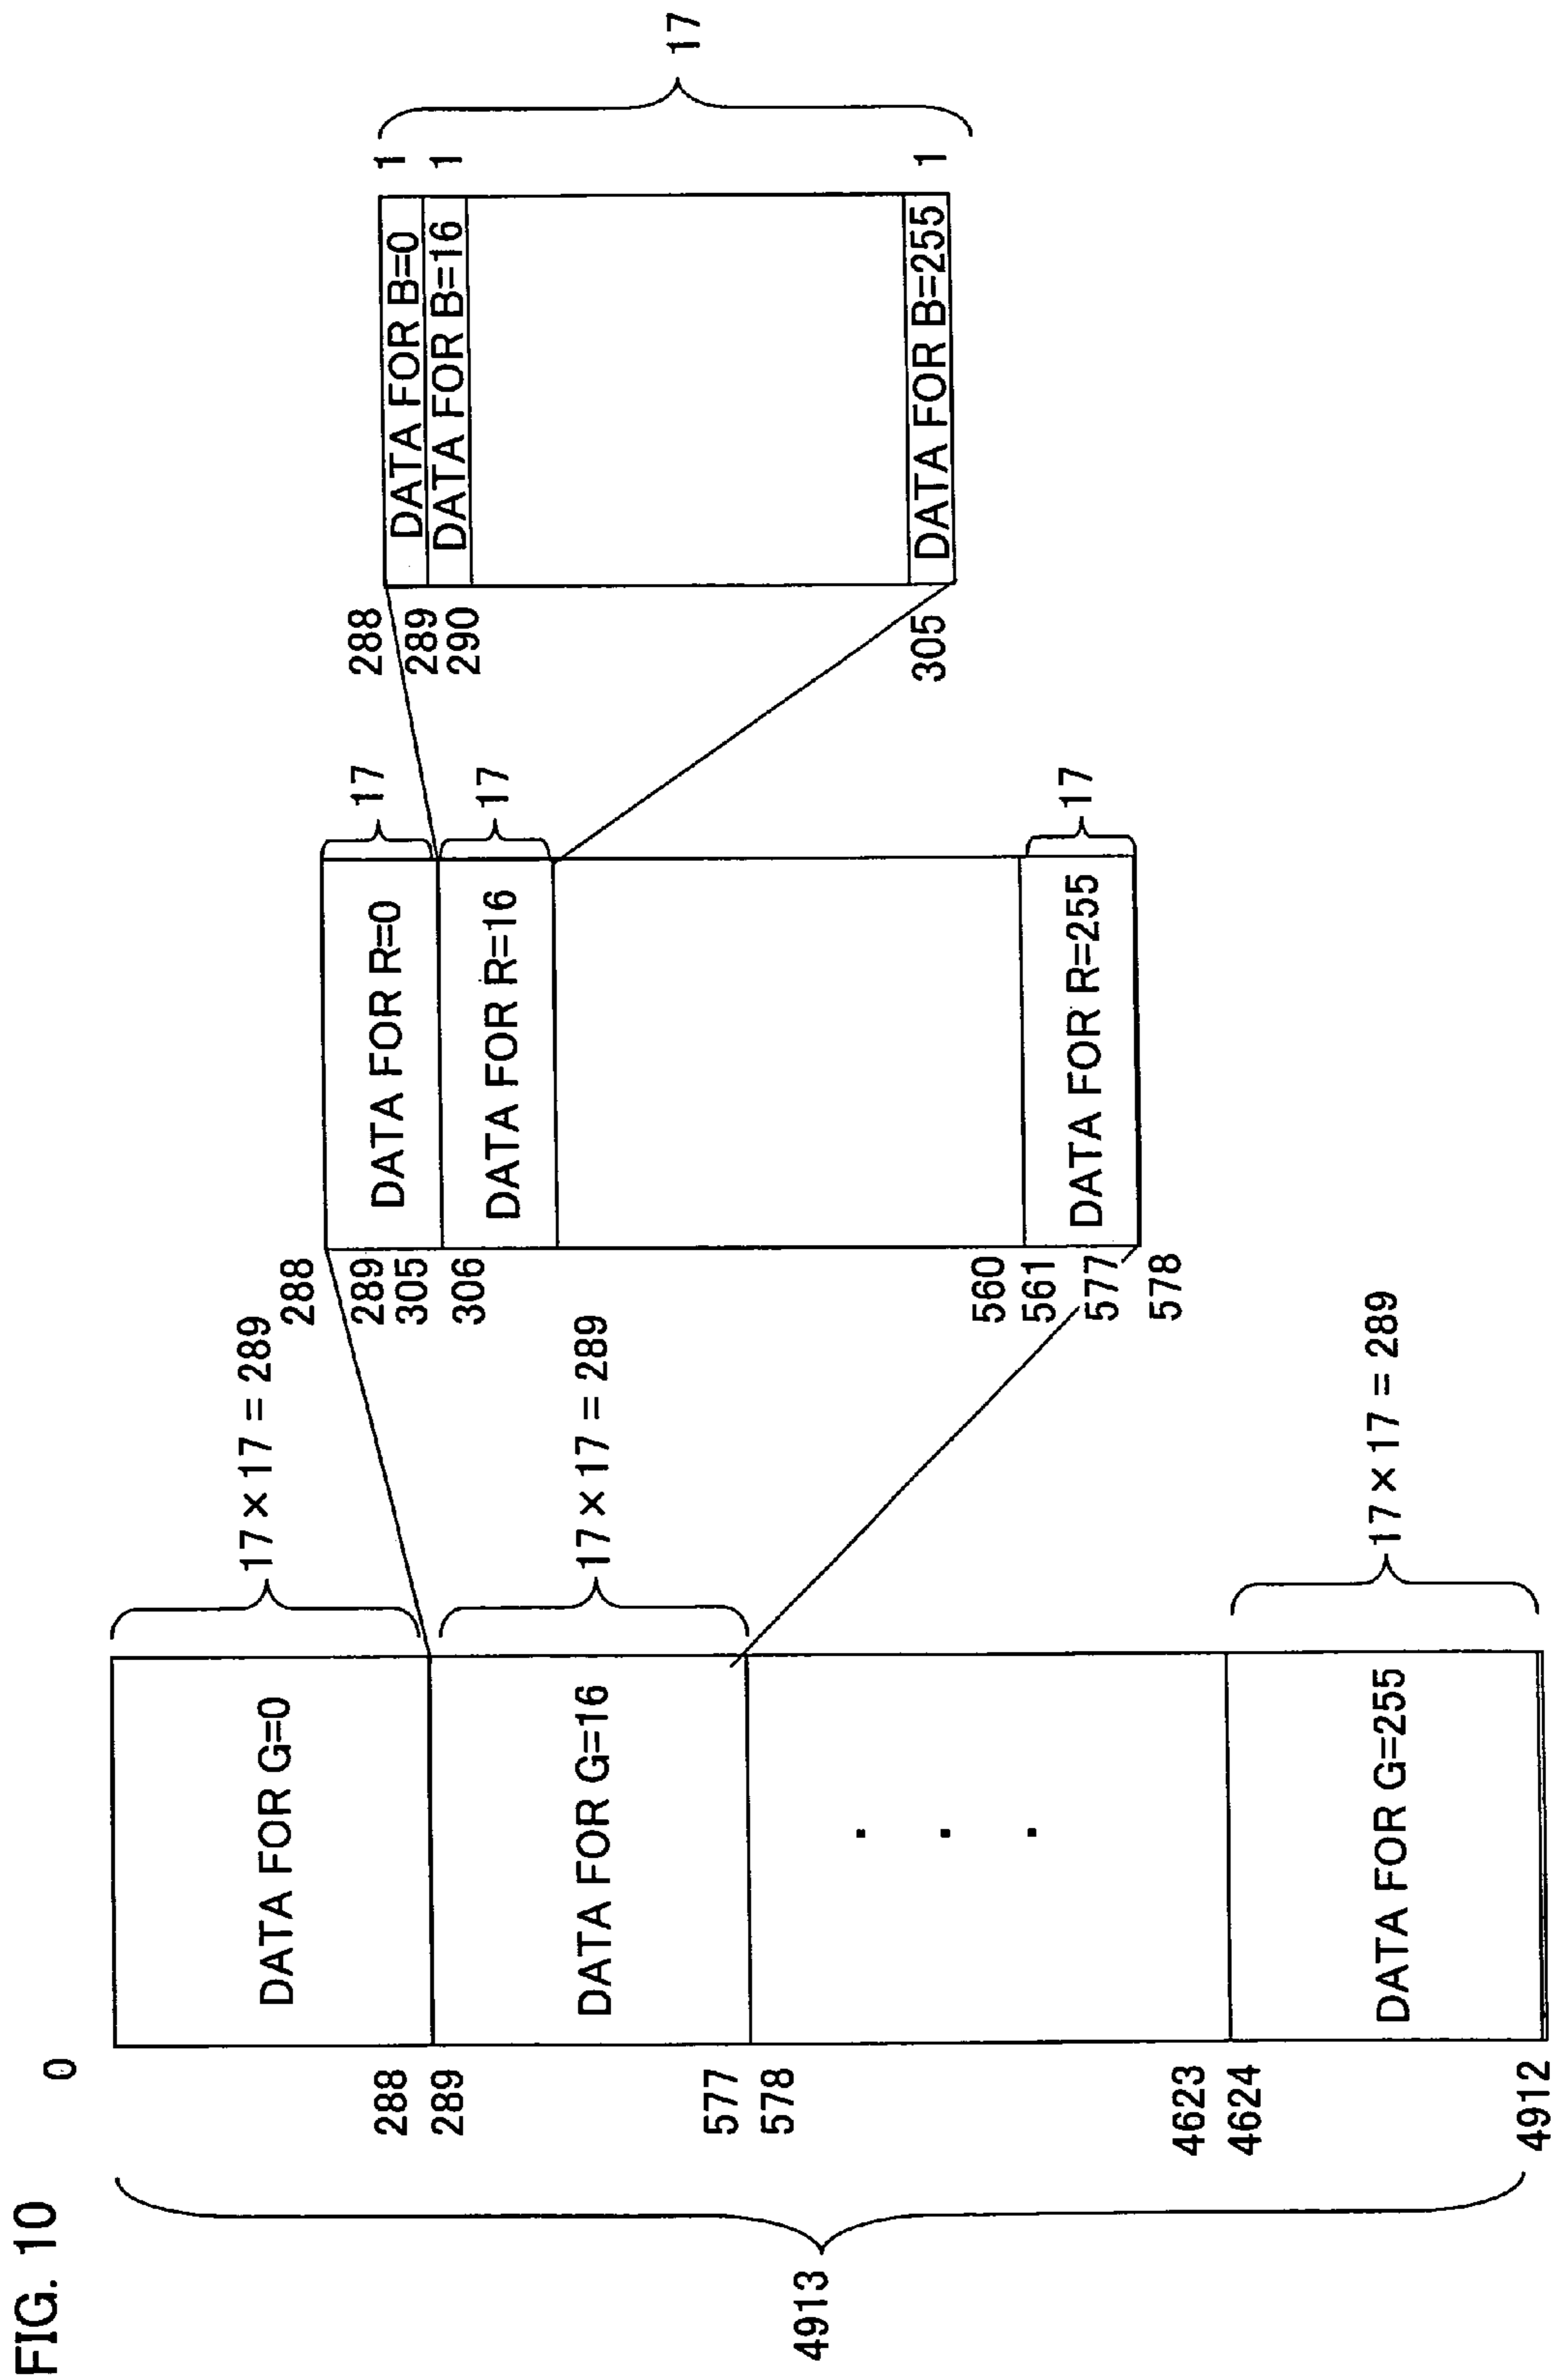 FIG. 10
4913
0
288
289
577
578
4623
4624
4912
DATA FOR G=0
DATA FOR G=16
. . .
DATA FOR G=255
17×17 = 289
17×17 = 289
17×17 = 289
288
289
305
306
560
561
577
578
DATA FOR R=0
DATA FOR R=16
DATA FOR R=255
17
17
17
288
289
290
305
DATA FOR B=0
DATA FOR B=16
DATA FOR B=255
1
1
1
17